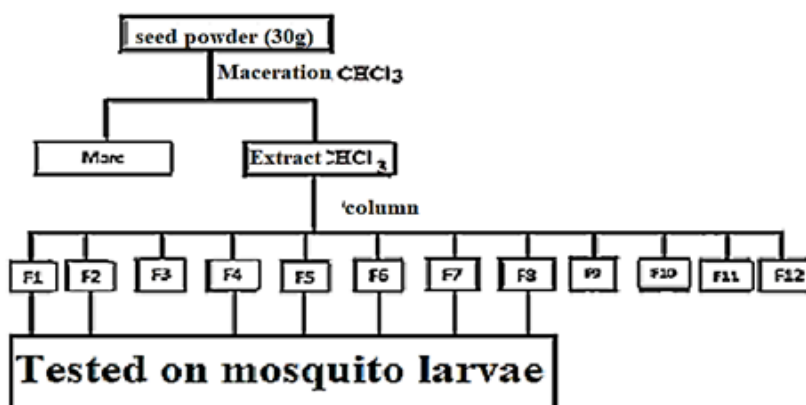 seed powder (30g)
Maceration CHCl3
Marc
Extract CHCl3
'column
F1 F2 F3 F4 F5 F6 F7 F8 F9 F10 F11 F12
Tested on mosquito larvae